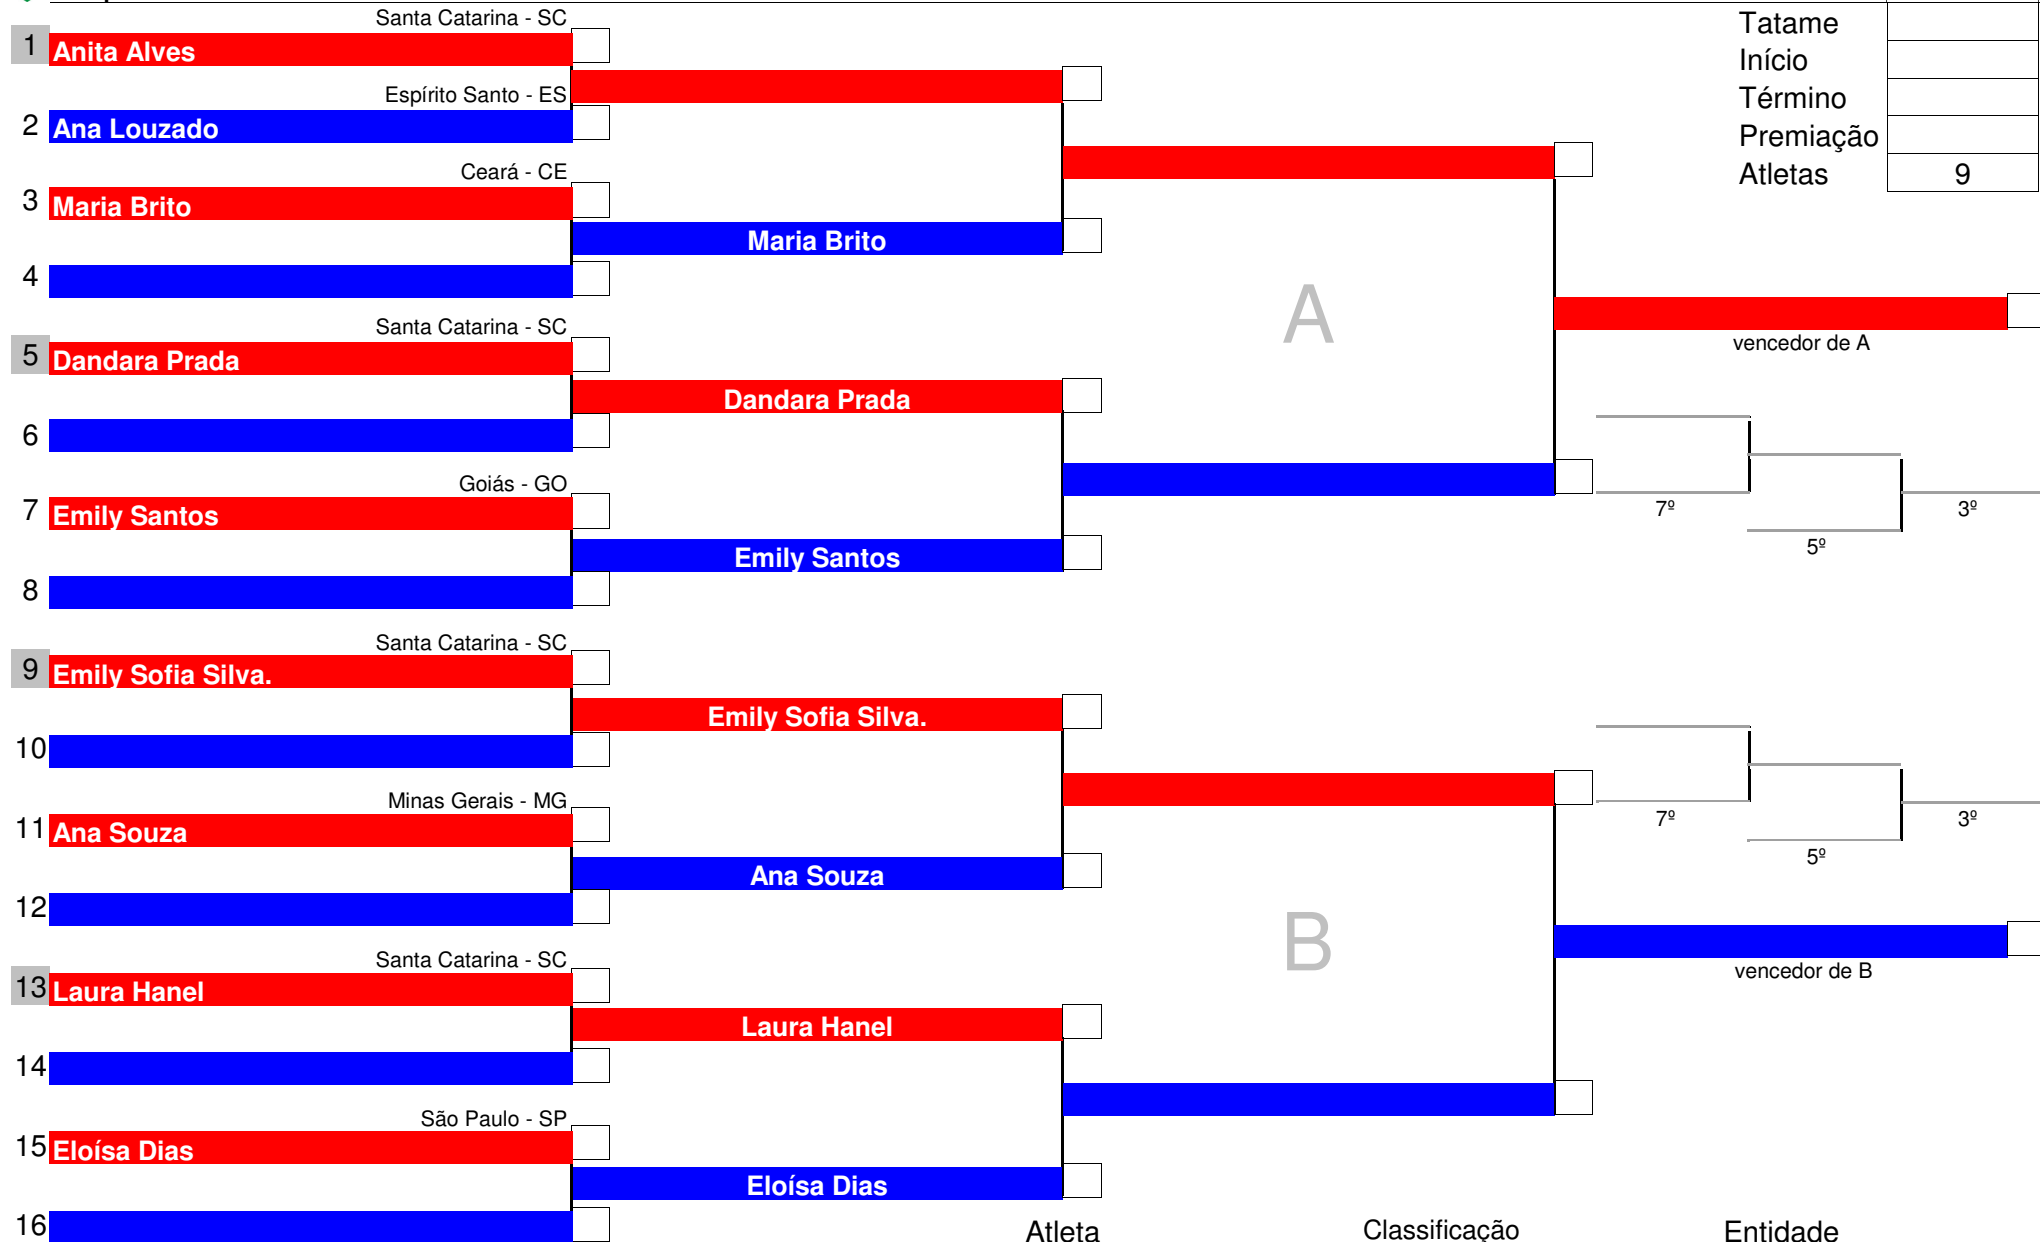 Santa Catarina - SC
1 Anita Alves
Espírito Santo - ES
2 Ana Louzado
Ceará - CE
3 Maria Brito
Maria Brito
4
Santa Catarina - SC
5 Dandara Prada
Dandara Prada
6
Goiás - GO
7 Emily Santos
Emily Santos
8
Santa Catarina - SC
9 Emily Sofia Silva.
Emily Sofia Silva.
10
Minas Gerais - MG
11 Ana Souza
Ana Souza
12
Santa Catarina - SC
13 Laura Hanel
Laura Hanel
14
São Paulo - SP
15 Eloísa Dias
Eloísa Dias
16
A
B
Tatame
Início
Término
Premiação
Atletas 9
vencedor de A
7º
3º
5º
7º
3º
5º
vencedor de B
Atleta Classificação Entidade